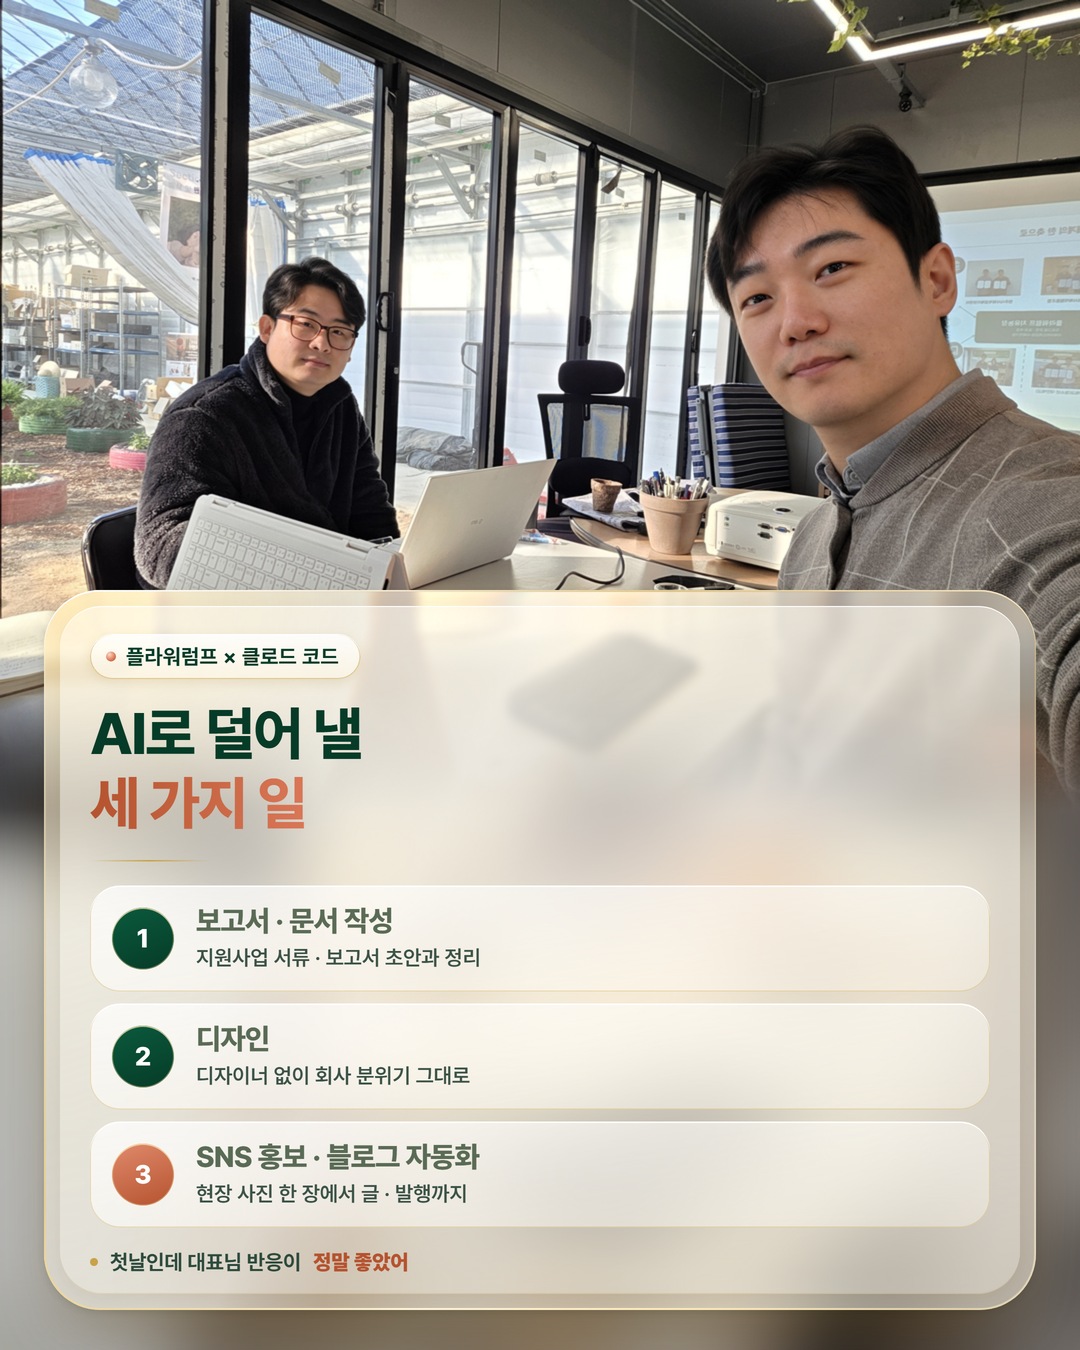 플라워럼프 × 클로드 코드
AI로 덜어 낼
세 가지 일
1
보고서 · 문서 작성
지원사업 서류 · 보고서 초안과 정리
2
디자인
디자이너 없이 회사 분위기 그대로
3
SNS 홍보 · 블로그 자동화
현장 사진 한 장에서 글 · 발행까지
첫날인데 대표님 반응이 정말 좋았어